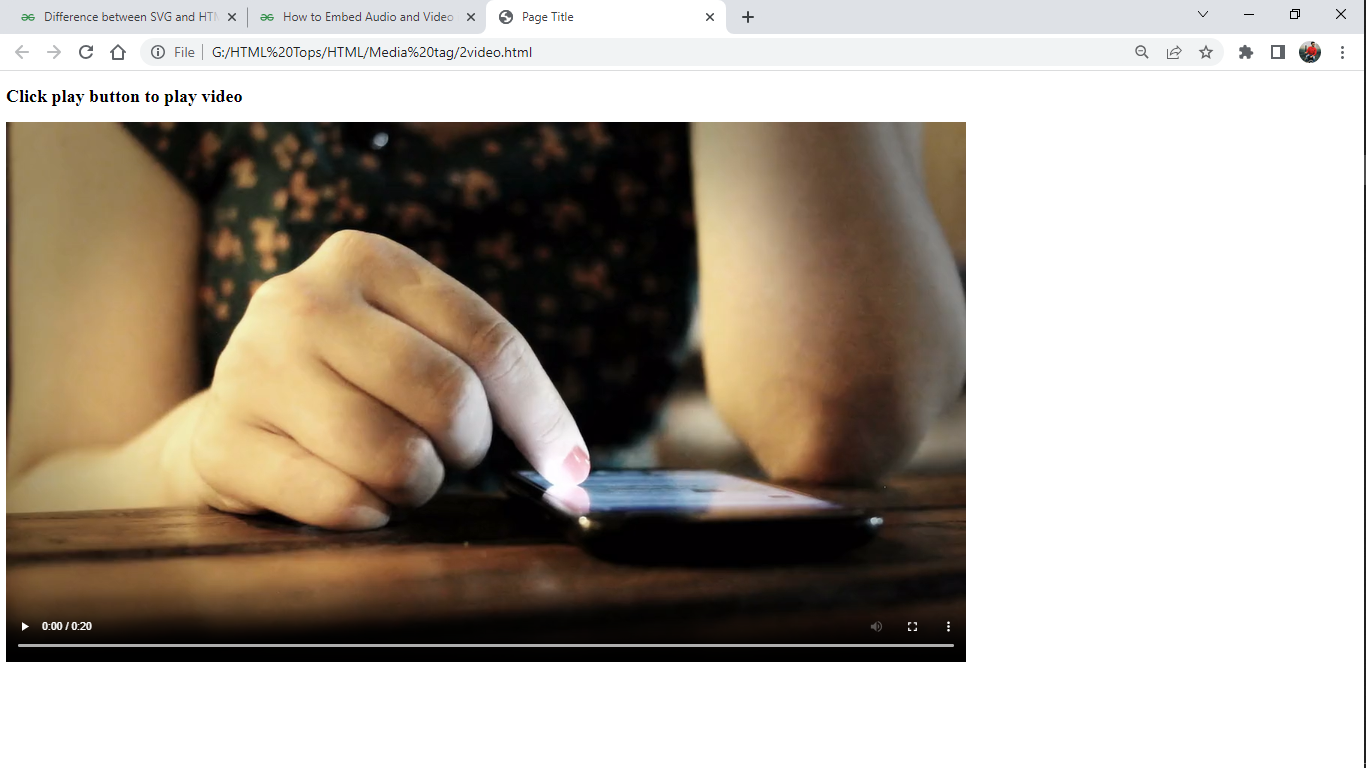 Difference between SVG and HTM
How to Embed Audio and Video
Page Title
File
G:/HTML%20Tops/HTML/Media%20tag/2video.html
Click play button to play video
0:00 / 0:20